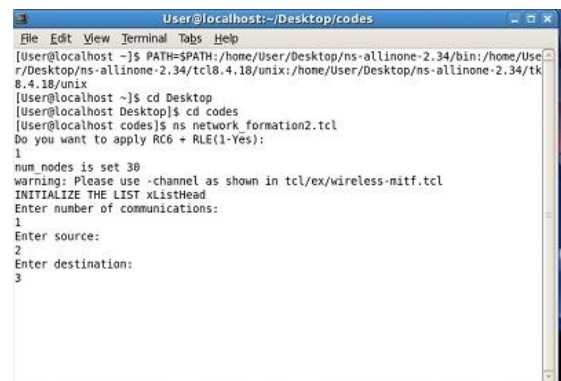 User@localhost:~/Desktop/codes
File Edit View Terminal Tabs Help
[User@localhost ~]$ PATH=$PATH:/home/User/Desktop/ns-allinone-2.34/bin:/home/Use
r/Desktop/ns-allinone-2.34/tcl8.4.18/unix:/home/User/Desktop/ns-allinone-2.34/tk
8.4.18/unix
[User@localhost ~]$ cd Desktop
[User@localhost Desktop]$ cd codes
[User@localhost codes]$ ns network_formation2.tcl
Do you want to apply RC6 + RLE(1-Yes):
1
num_nodes is set 30
warning: Please use -channel as shown in tcl/ex/wireless-mitf.tcl
INITIALIZE THE LIST xListHead
Enter number of communications:
1
Enter source:
2
Enter destination:
3